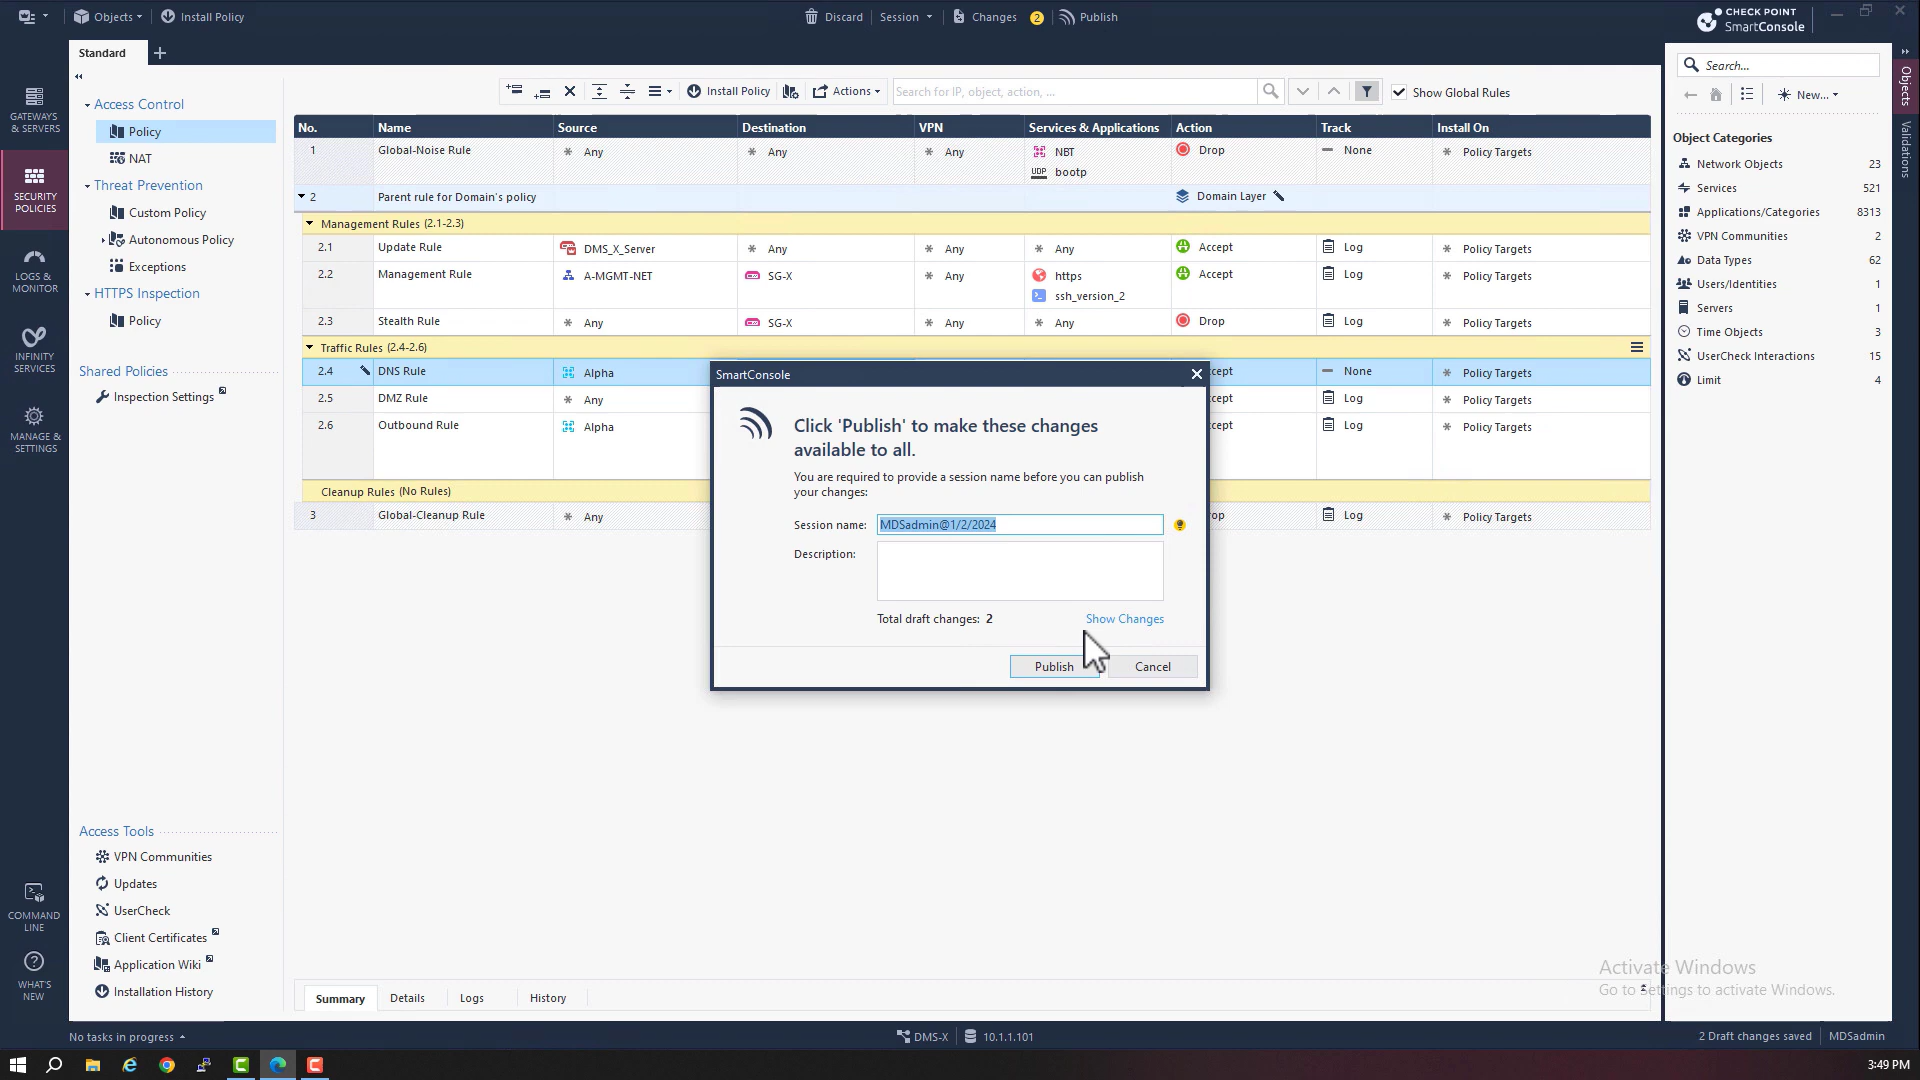 Objects
Install Policy
Discard
Session
Changes
2
Publish
CHECK POINT
SmartConsole
Standard
GATEWAYS
& SERVERS
SECURITY
POLICIES
LOGS &
MONITOR
INFINITY
SERVICES
MANAGE &
SETTINGS
COMMAND
LINE
WHAT'S
NEW
Access Control
Policy
NAT
Threat Prevention
Custom Policy
Autonomous Policy
Exceptions
HTTPS Inspection
Policy
Shared Policies
Inspection Settings
Access Tools
VPN Communities
Updates
UserCheck
Client Certificates
Application Wiki
Installation History
Install Policy
Actions
Search for IP, object, action, ...
Show Global Rules
No. Name Source Destination VPN Services & Applications Action Track Install On
1 Global-Noise Rule Any Any Any NBT Drop None Policy Targets
UDP bootp
2 Parent rule for Domain's policy Domain Layer
Management Rules (2.1-2.3)
2.1 Update Rule DMS_X_Server Any Any Any Accept Log Policy Targets
2.2 Management Rule A-MGMT-NET SG-X Any https Accept Log Policy Targets
ssh_version_2
2.3 Stealth Rule Any SG-X Any Any Drop Log Policy Targets
Traffic Rules (2.4-2.6)
2.4 DNS Rule Alpha cept None Policy Targets
2.5 DMZ Rule Any cept Log Policy Targets
2.6 Outbound Rule Alpha cept Log Policy Targets
Cleanup Rules (No Rules)
3 Global-Cleanup Rule Any op Log Policy Targets
SmartConsole
Click 'Publish' to make these changes
available to all.
You are required to provide a session name before you can publish
your changes:
Session name: MDSadmin@1/2/2024
Description:
Total draft changes: 2 Show Changes
Publish Cancel
Summary Details Logs History
Search...
New...
Object Categories
Network Objects 23
Services 521
Applications/Categories 8313
VPN Communities 2
Data Types 62
Users/Identities 1
Servers 1
Time Objects 3
UserCheck Interactions 15
Limit 4
Objects
Validations
Activate Windows
Go to Settings to activate Windows.
No tasks in progress
DMS-X
10.1.1.101
2 Draft changes saved
MDSadmin
3:49 PM